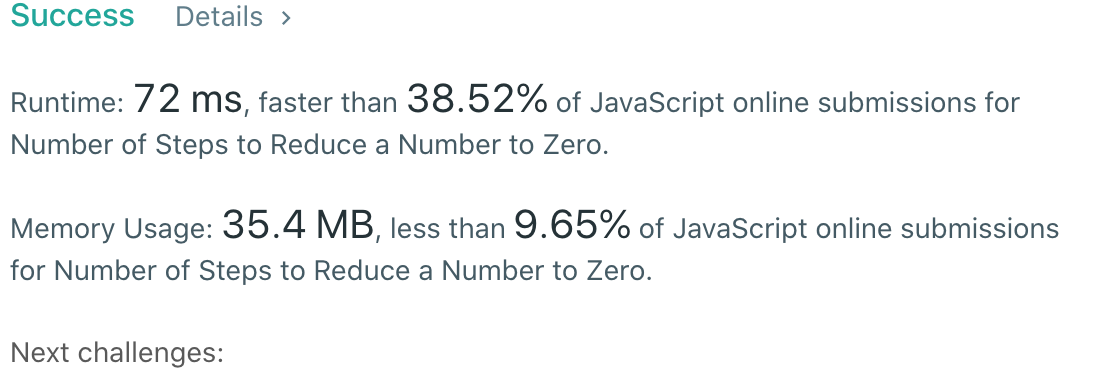 Success Details >
Runtime: 72 ms, faster than 38.52% of JavaScript online submissions for
Number of Steps to Reduce a Number to Zero.
Memory Usage: 35.4 MB, less than 9.65% of JavaScript online submissions
for Number of Steps to Reduce a Number to Zero.
Next challenges: